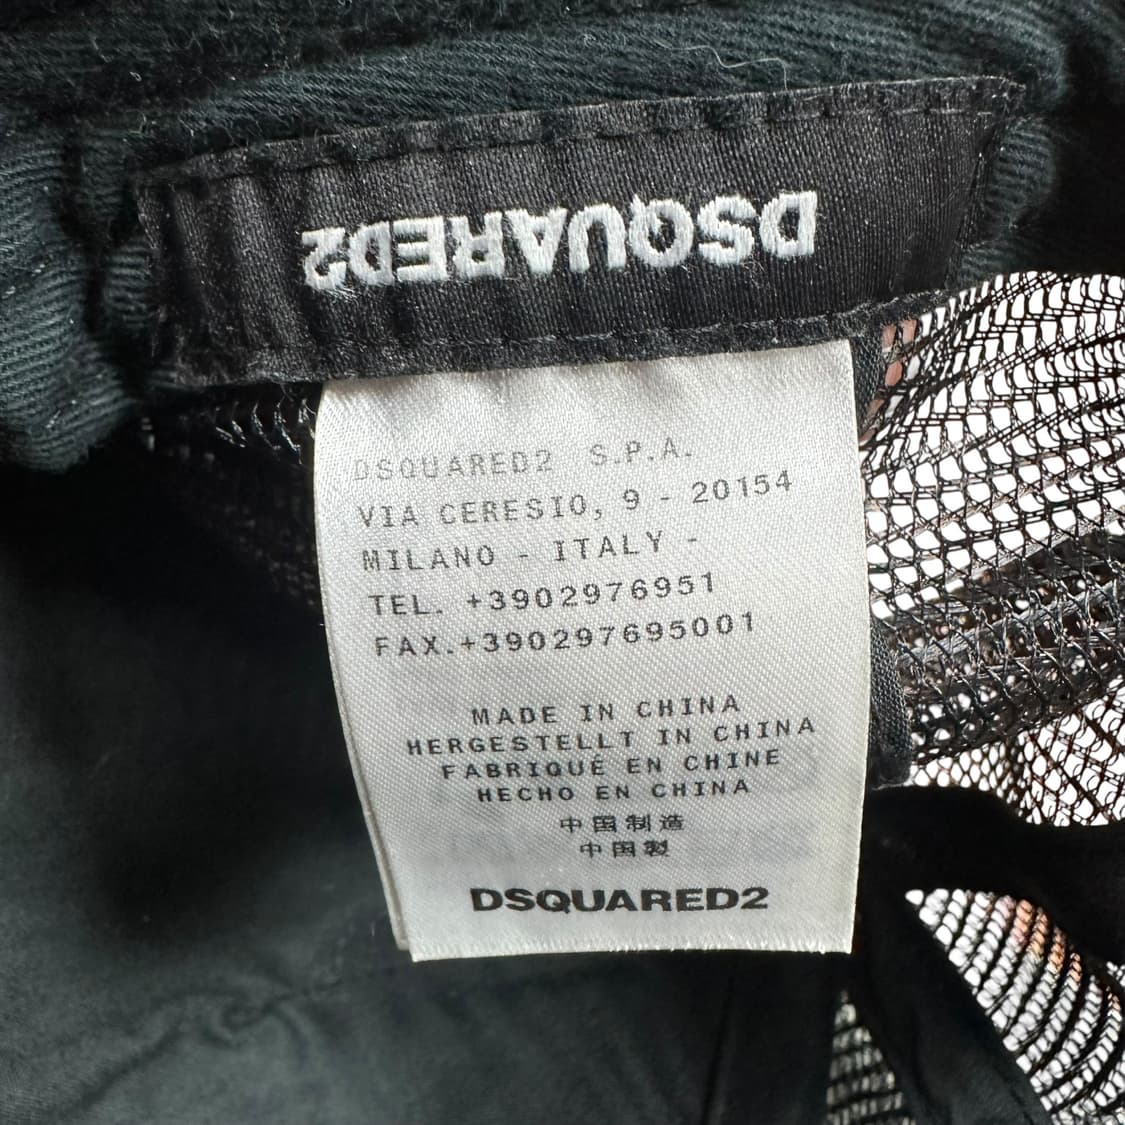 DSQUARED2
DSQUARED2 S.P.A.
VIA CERESIO, 9 - 20154
MILANO - ITALY -
TEL. +3902976951
FAX.+390297695001
MADE IN CHINA
HERGESTELLT IN CHINA
FABRIQUÉ EN CHINE
HECHO EN CHINA
中国制造
中国製
DSQUARED2